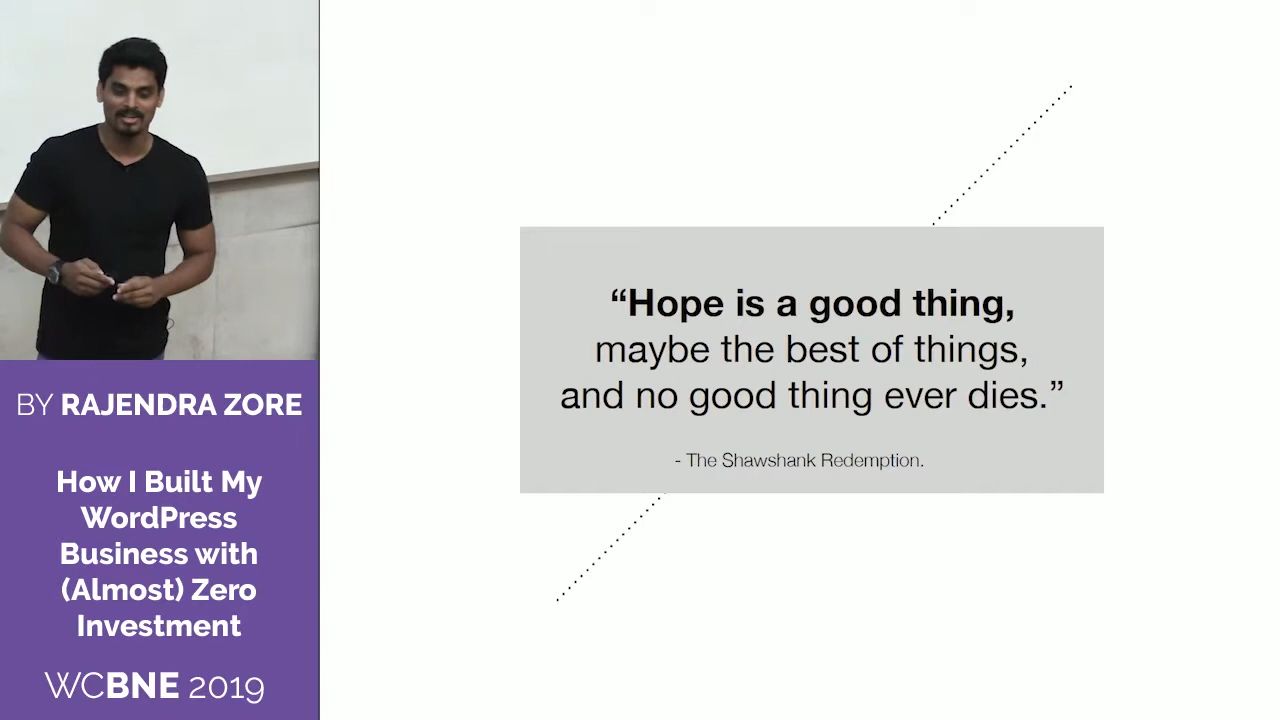 BY RAJENDRA ZORE
How I Built My
WordPress
Business with
(Almost) Zero
Investment
WCBNE 2019
“Hope is a good thing,
maybe the best of things,
and no good thing ever dies.”
- The Shawshank Redemption.